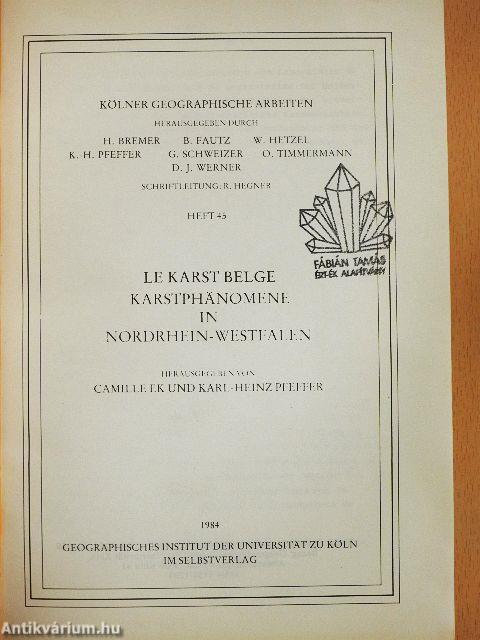 KÖLNER GEOGRAPHISCHE ARBEITEN
HERAUSGEGEBEN DURCH
H. BREMER B. FAUTZ W. HETZEL
K.-H. PFEFFER G. SCHWEIZER O. TIMMERMANN
D. J. WERNER
SCHRIFTLEITUNG: R. HEGNER
HEFT 45
FÁBIÁN TAMÁS
ÉRTÉK ALAPÍTVÁNY
LE KARST BELGE
KARSTPHÄNOMENE
IN
NORDRHEIN-WESTFALEN
HERAUSGEGEBEN VON
CAMILLE EK UND KARL-HEINZ PFEFFER
1984
GEOGRAPHISCHES INSTITUT DER UNIVERSITÄT ZU KÖLN
IM SELBSTVERLAG
Antikvárium.hu